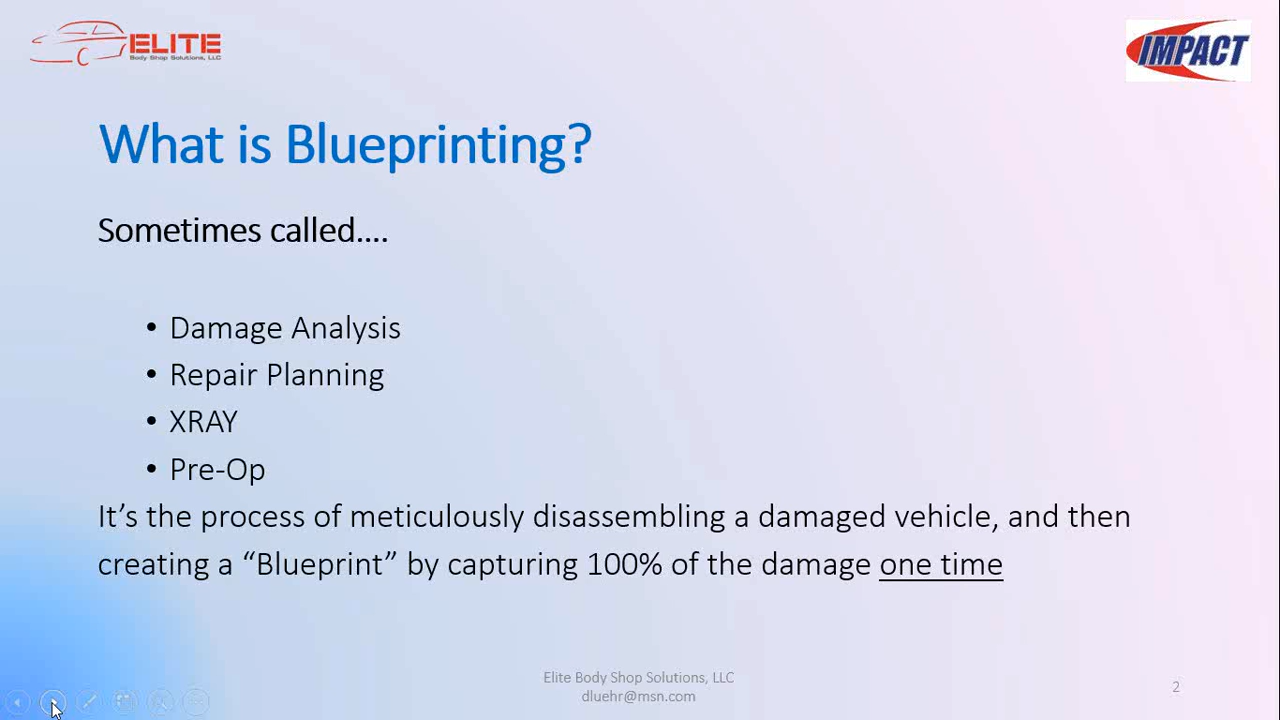 ELITE
Body Shop Solutions, LLC
IMPACT
What is Blueprinting?
Sometimes called....
• Damage Analysis
• Repair Planning
• XRAY
• Pre-Op
It’s the process of meticulously disassembling a damaged vehicle, and then
creating a “Blueprint” by capturing 100% of the damage one time
Elite Body Shop Solutions, LLC
dluehr@msn.com
2